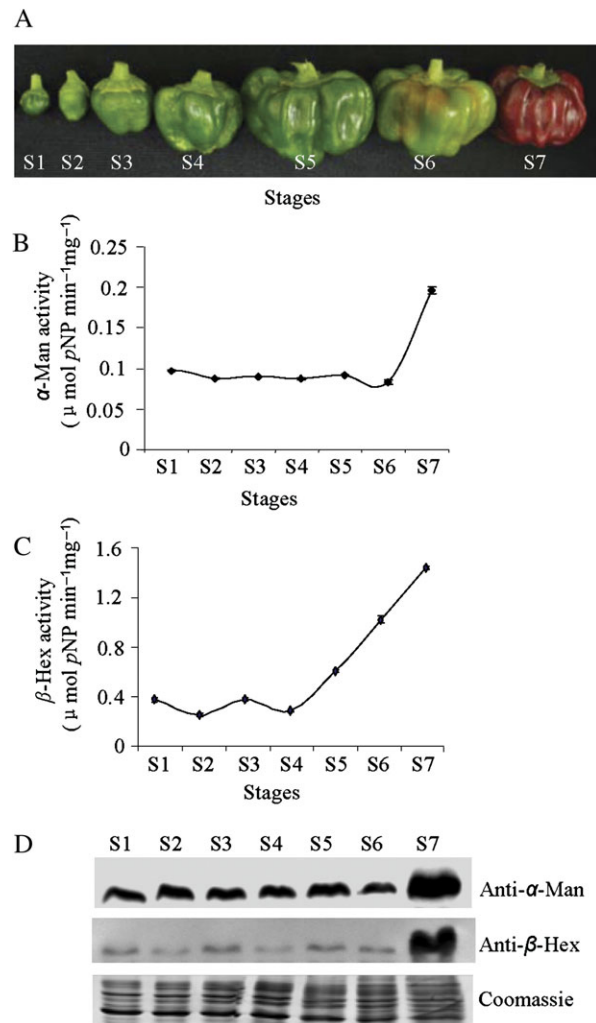 A
S1 S2 S3 S4 S5 S6 S7
Stages
B
α-Man activity
( μ mol pNP min⁻¹mg⁻¹)
0.25
0.2
0.15
0.1
0.05
0
S1 S2 S3 S4 S5 S6 S7
Stages
C
β-Hex activity
( μ mol pNP min⁻¹mg⁻¹)
1.6
1.2
0.8
0.4
0
S1 S2 S3 S4 S5 S6 S7
Stages
D
S1 S2 S3 S4 S5 S6 S7
Anti-α-Man
Anti-β-Hex
Coomassie